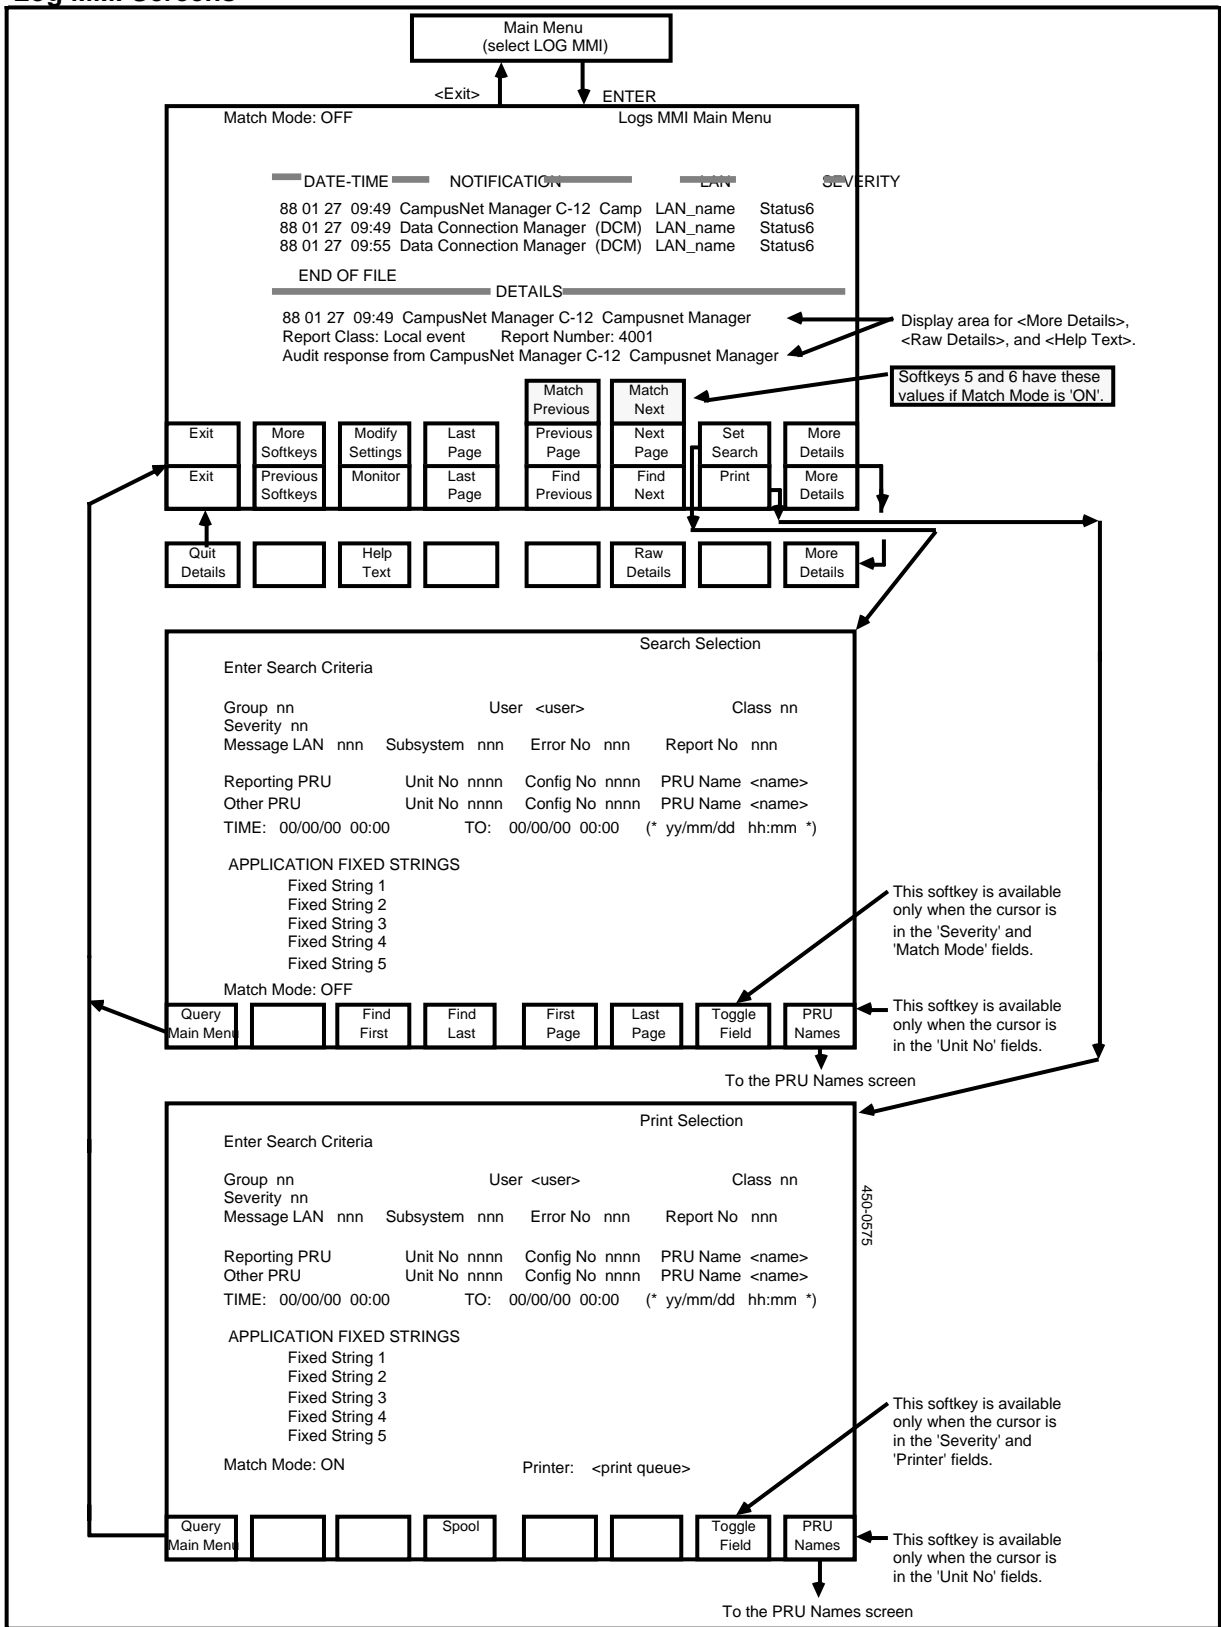 Log MMI Screens
Main Menu
(select LOG MMI)
<Exit>
ENTER
Match Mode: OFF Logs MMI Main Menu
DATE-TIME NOTIFICATION LAN SEVERITY
88 01 27 09:49 CampusNet Manager C-12 Camp LAN_name Status6
88 01 27 09:49 Data Connection Manager (DCM) LAN_name Status6
88 01 27 09:55 Data Connection Manager (DCM) LAN_name Status6
END OF FILE
DETAILS
88 01 27 09:49 CampusNet Manager C-12 Campusnet Manager
Report Class: Local event Report Number: 4001
Audit response from CampusNet Manager C-12 Campusnet Manager
Display area for <More Details>,
<Raw Details>, and <Help Text>.
Softkeys 5 and 6 have these
values if Match Mode is 'ON'.
Match Match
Previous Next
Exit More Modify Last Previous Next Set More
Softkeys Settings Page Page Page Search Details
Exit Previous Monitor Last Find Find Print More
Softkeys Page Previous Next Details
Quit Help Raw More
Details Text Details Details
Search Selection
Enter Search Criteria
Group nn User <user> Class nn
Severity nn
Message LAN nnn Subsystem nnn Error No nnn Report No nnn
Reporting PRU Unit No nnnn Config No nnnn PRU Name <name>
Other PRU Unit No nnnn Config No nnnn PRU Name <name>
TIME: 00/00/00 00:00 TO: 00/00/00 00:00 (* yy/mm/dd hh:mm *)
APPLICATION FIXED STRINGS
Fixed String 1
Fixed String 2
Fixed String 3
Fixed String 4
Fixed String 5
This softkey is available
only when the cursor is
in the 'Severity' and
'Match Mode' fields.
Match Mode: OFF
Query Find Find First Last Toggle PRU
Main Menu First Last Page Page Field Names
This softkey is available
only when the cursor is
in the 'Unit No' fields.
To the PRU Names screen
Print Selection
Enter Search Criteria
Group nn User <user> Class nn
Severity nn
Message LAN nnn Subsystem nnn Error No nnn Report No nnn
450-0575
Reporting PRU Unit No nnnn Config No nnnn PRU Name <name>
Other PRU Unit No nnnn Config No nnnn PRU Name <name>
TIME: 00/00/00 00:00 TO: 00/00/00 00:00 (* yy/mm/dd hh:mm *)
APPLICATION FIXED STRINGS
Fixed String 1
Fixed String 2
Fixed String 3
Fixed String 4
Fixed String 5
This softkey is available
only when the cursor is
in the 'Severity' and
'Printer' fields.
Match Mode: ON Printer: <print queue>
Query Spool Toggle PRU
Main Menu Field Names
This softkey is available
only when the cursor is
in the 'Unit No' fields.
To the PRU Names screen